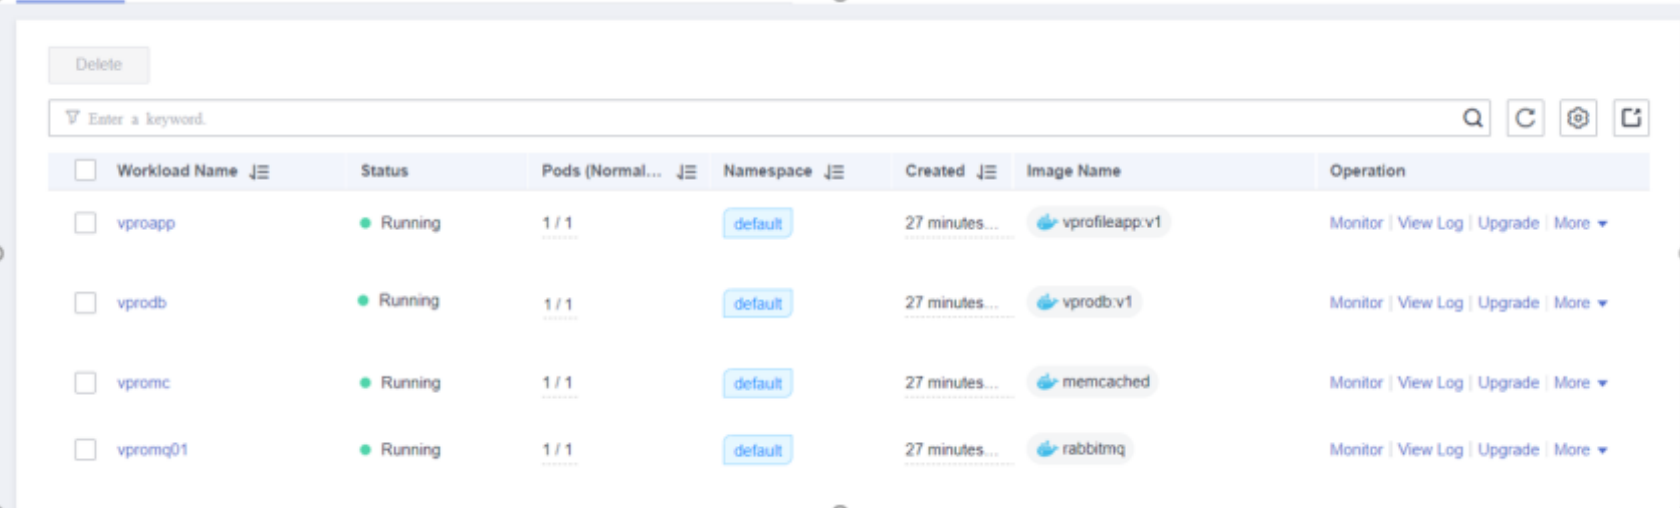 Delete
Enter a keyword.
Workload Name Status Pods (Normal... Namespace Created Image Name Operation
vproapp Running 1 / 1 default 27 minutes... vprofileapp:v1 Monitor | View Log | Upgrade | More
vprodb Running 1 / 1 default 27 minutes... vprodb:v1 Monitor | View Log | Upgrade | More
vpromc Running 1 / 1 default 27 minutes... memcached Monitor | View Log | Upgrade | More
vpromq01 Running 1 / 1 default 27 minutes... rabbitmq Monitor | View Log | Upgrade | More